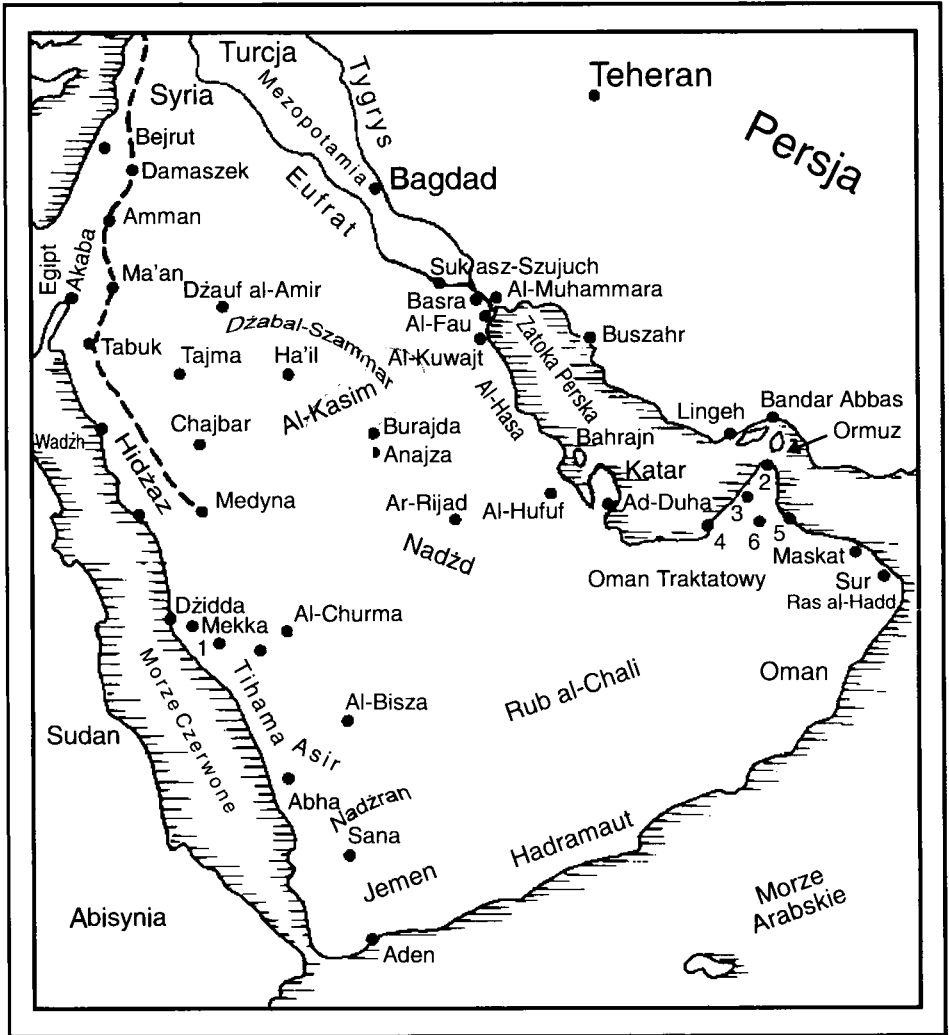 Turcja
Tygrys
Teheran
Mezopotamia
Syria
Persja
Bejrut
Damaszek
Bagdad
Eufrat
Amman
Egipt
Akaba
Ma'an
Suk asz-Szujuch
Dżauf al-Amir
Basra
Al-Muhammara
Al-Fau
Dżabal-Szammar
Zatoka Perska
Buszahr
Tabuk
Tajma
Ha'il
Al-Kuwajt
Al-Kasim
Al-Hasa
Lingeh
Bandar Abbas
Chajbar
Burajda
Ormuz
Wadżh
Hidżaz
Anajza
Bahrajn
Katar
2
Medyna
Ar-Rijad
Al-Hufuf
Ad-Duha
3
4
6
5
Nadżd
Maskat
Oman Traktatowy
Sur
Ras al-Hadd
Dżidda
Mekka
Al-Churma
1
Morze Czerwone
Tihama
Oman
Rub al-Chali
Al-Bisza
Sudan
Asir
Abha
Nadżran
Sana
Hadramaut
Jemen
Morze
Arabskie
Abisynia
Aden